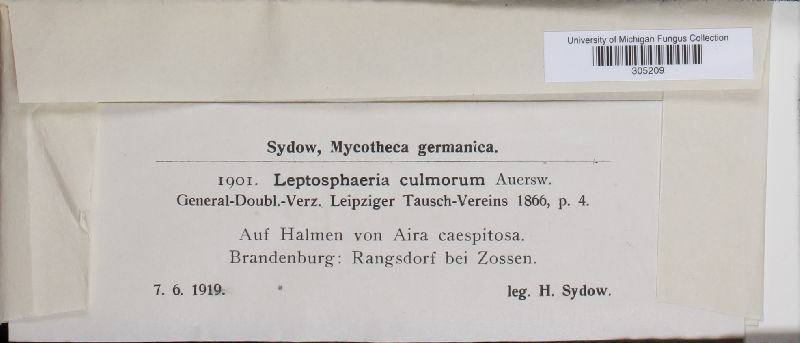 University of Michigan Fungus Collection
305209
Sydow, Mycotheca germanica.
1901. Leptosphaeria culmorum Auersw.
General-Doubl.-Verz. Leipziger Tausch-Vereins 1866, p. 4.
Auf Halmen von Aira caespitosa.
Brandenburg: Rangsdorf bei Zossen.
7. 6. 1919. leg. H. Sydow.